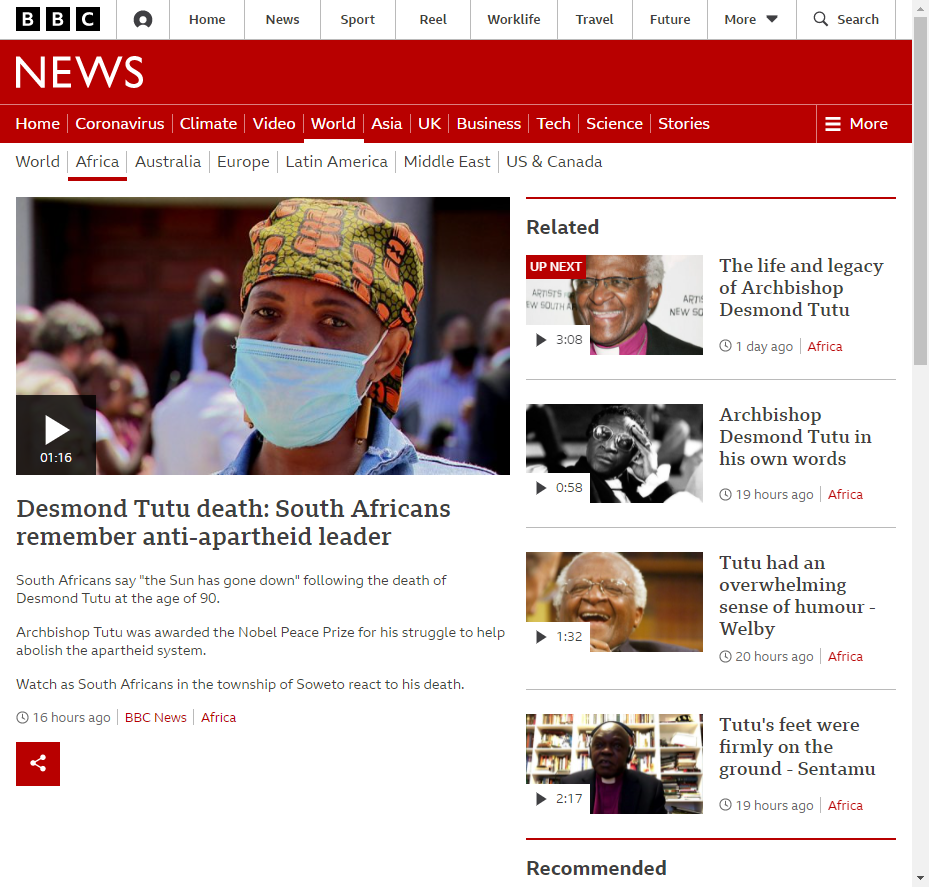 BBC
Home
News
Sport
Reel
Worklife
Travel
Future
More
Search
NEWS
Home
Coronavirus
Climate
Video
World
Asia
UK
Business
Tech
Science
Stories
More
World
Africa
Australia
Europe
Latin America
Middle East
US & Canada
01:16
Desmond Tutu death: South Africans
remember anti-apartheid leader
South Africans say "the Sun has gone down" following the death of
Desmond Tutu at the age of 90.
Archbishop Tutu was awarded the Nobel Peace Prize for his struggle to help
abolish the apartheid system.
Watch as South Africans in the township of Soweto react to his death.
16 hours ago
BBC News
Africa
Related
UP NEXT
3:08
The life and legacy
of Archbishop
Desmond Tutu
1 day ago
Africa
0:58
Archbishop
Desmond Tutu in
his own words
19 hours ago
Africa
1:32
Tutu had an
overwhelming
sense of humour -
Welby
20 hours ago
Africa
2:17
Tutu's feet were
firmly on the
ground - Sentamu
19 hours ago
Africa
Recommended